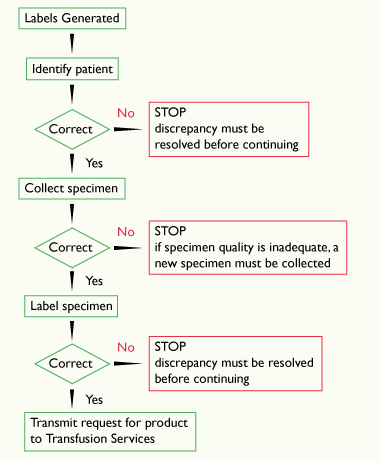 Labels Generated
Identify patient
Correct
No
STOP
discrepancy must be
resolved before continuing
Yes
Collect specimen
Correct
No
STOP
if specimen quality is inadequate, a
new specimen must be collected
Yes
Label specimen
Correct
No
STOP
discrepancy must be resolved
before continuing
Yes
Transmit request for product
to Transfusion Services